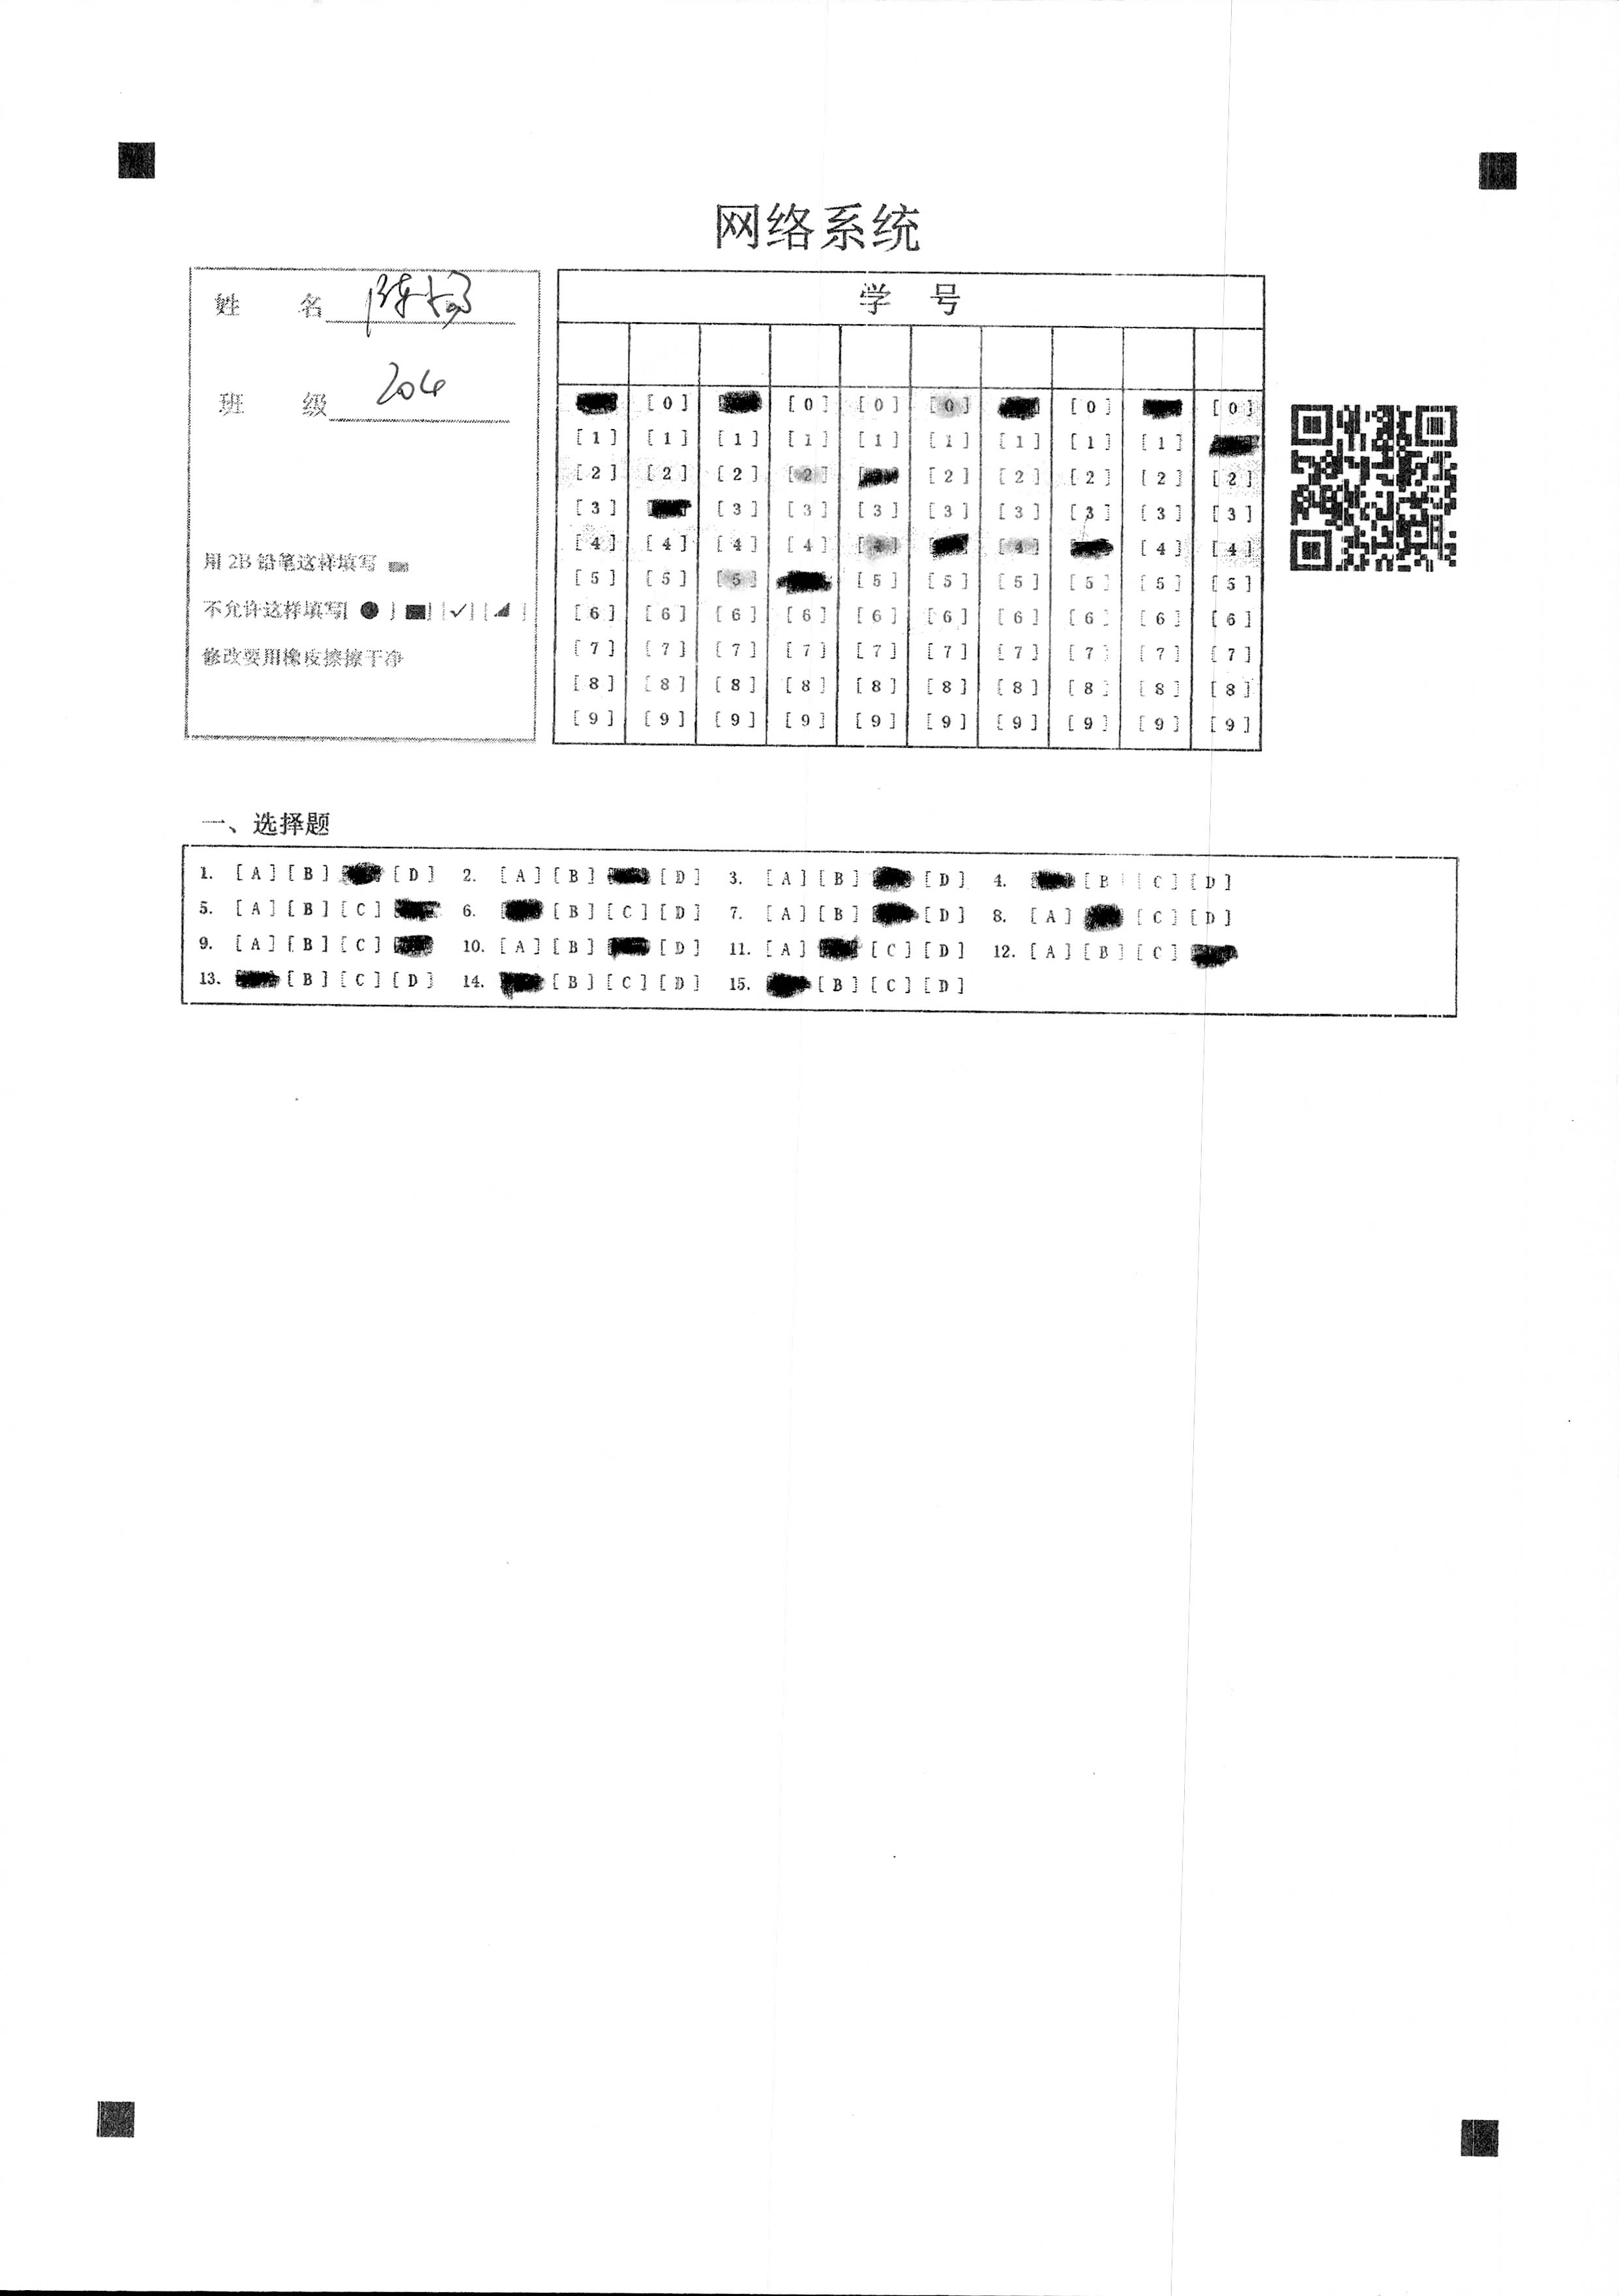 网络系统
姓 名
班 级 204
用 2B 铅笔这样填写
不允许这样填写[ ● ] [■] [✓] [◢ ]
修改要用橡皮擦擦干净
学 号
[0] [0] [0] [0] [0] [0]
[1] [1] [1] [1] [1] [1] [1] [1] [1]
[2] [2] [2] [2] [2] [2] [2] [2] [2]
[3] [3] [3] [3] [3] [3] [3] [3] [3]
[4] [4] [4] [4] [4] [4] [4] [4]
[5] [5] [5] [5] [5] [5] [5] [5] [5]
[6] [6] [6] [6] [6] [6] [6] [6] [6] [6]
[7] [7] [7] [7] [7] [7] [7] [7] [7] [7]
[8] [8] [8] [8] [8] [8] [8] [8] [8] [8]
[9] [9] [9] [9] [9] [9] [9] [9] [9] [9]
一、选择题
1. [A] [B] [D] 2. [A] [B] [D] 3. [A] [B] [D] 4. [B] [C] [D]
5. [A] [B] [C] 6. [B] [C] [D] 7. [A] [B] [D] 8. [A] [C] [D]
9. [A] [B] [C] 10. [A] [B] [D] 11. [A] [C] [D] 12. [A] [B] [C]
13. [B] [C] [D] 14. [B] [C] [D] 15. [B] [C] [D]